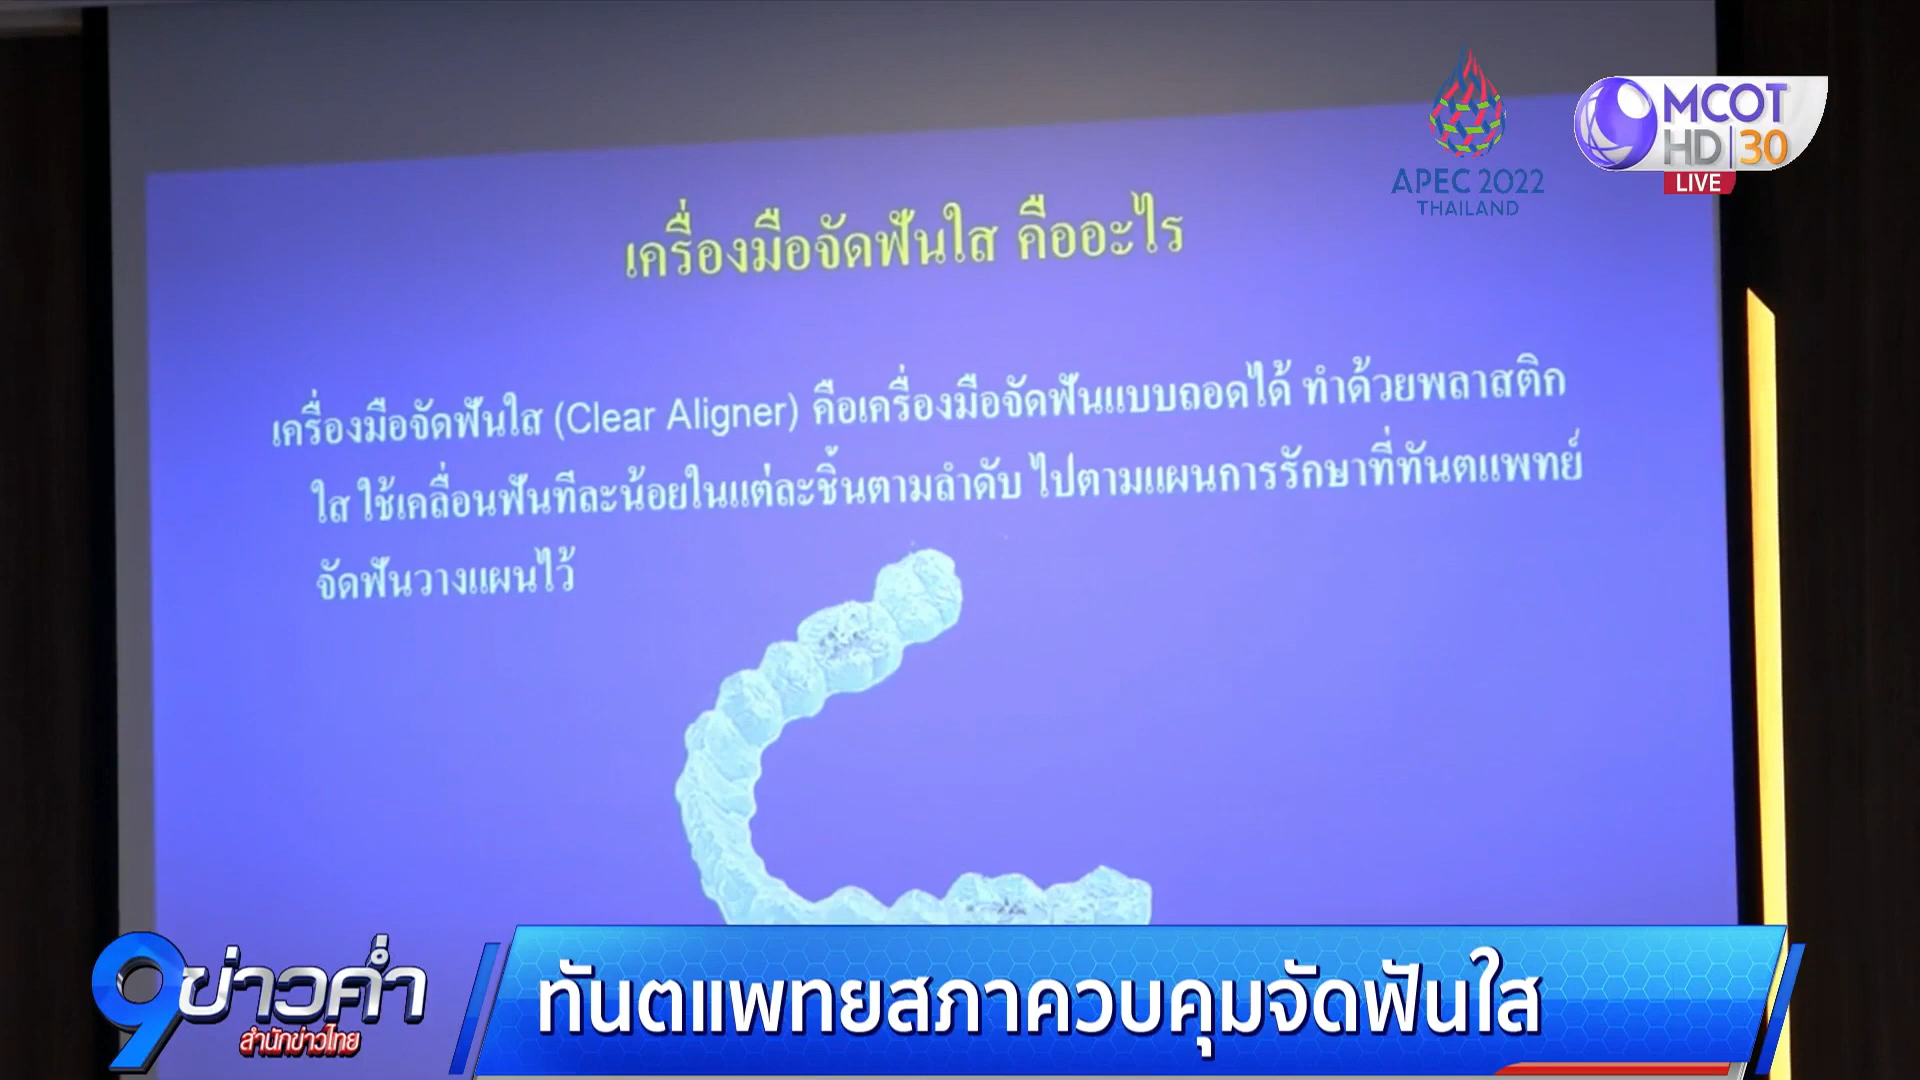 MCOT
HD 30
LIVE
APEC 2022
THAILAND
เครื่องมือจัดฟันใส คืออะไร
เครื่องมือจัดฟันใส (Clear Aligner) คือเครื่องมือจัดฟันแบบถอดได้ ทำด้วยพลาสติก
ใส ใช้เคลื่อนฟันทีละน้อยในแต่ละชิ้นตามลำดับ ไปตามแผนการรักษาที่ทันตแพทย์
จัดฟันวางแผนไว้
9ข่าวค่ำ
สำนักข่าวไทย
ทันตแพทยสภาควบคุมจัดฟันใส